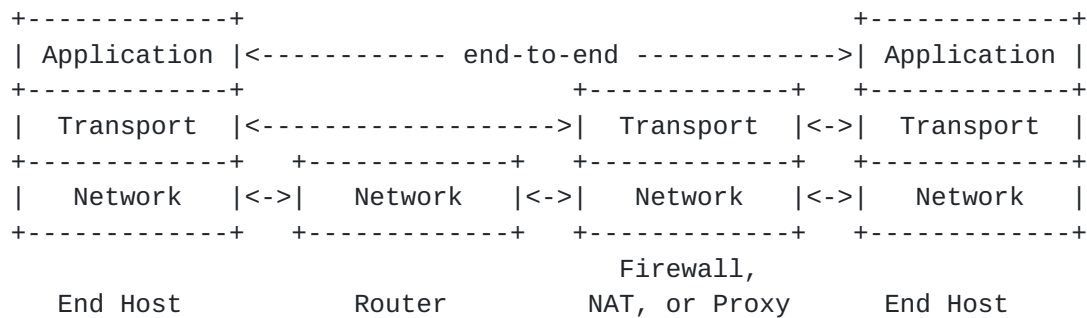 +-------------+                                        +-------------+
| Application |<------------ end-to-end ------------->| Application |
+-------------+                     +-------------+   +-------------+
|  Transport  |<------------------->|  Transport  |<->|  Transport  |
+-------------+   +-------------+   +-------------+   +-------------+
|   Network   |<->|   Network   |<->|   Network   |<->|   Network   |
+-------------+   +-------------+   +-------------+   +-------------+
                                       Firewall,
   End Host           Router         NAT, or Proxy      End Host